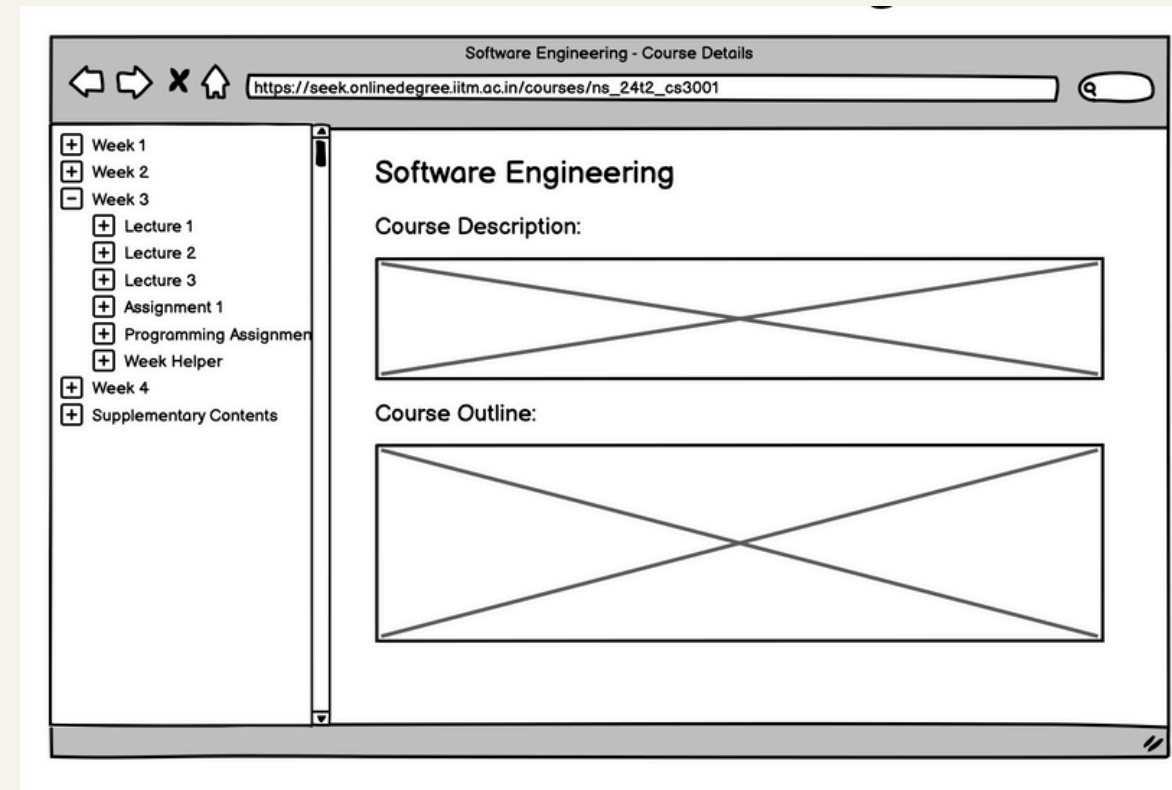 Software Engineering - Course Details
https://seek.onlinedegree.iitm.ac.in/courses/ns_24t2_cs3001
Week 1
Week 2
Week 3
Lecture 1
Lecture 2
Lecture 3
Assignment 1
Programming Assignmen
Week Helper
Week 4
Supplementary Contents
Software Engineering
Course Description:
Course Outline: